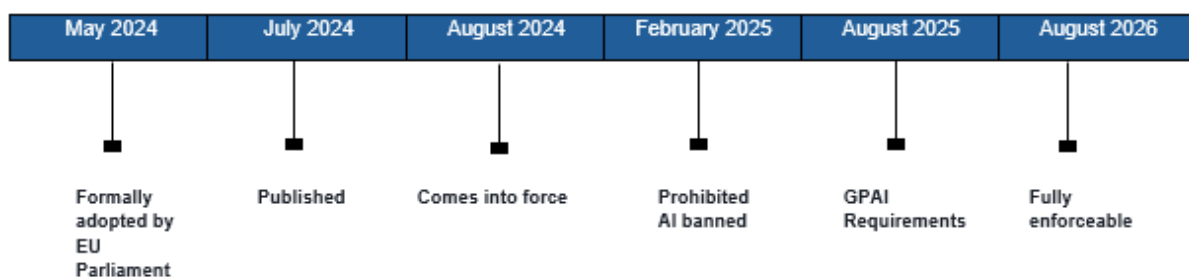 May 2024 July 2024 August 2024 February 2025 August 2025 August 2026
Formally
adopted by
EU
Parliament
Published
Comes into force
Prohibited
AI banned
GPAI
Requirements
Fully
enforceable